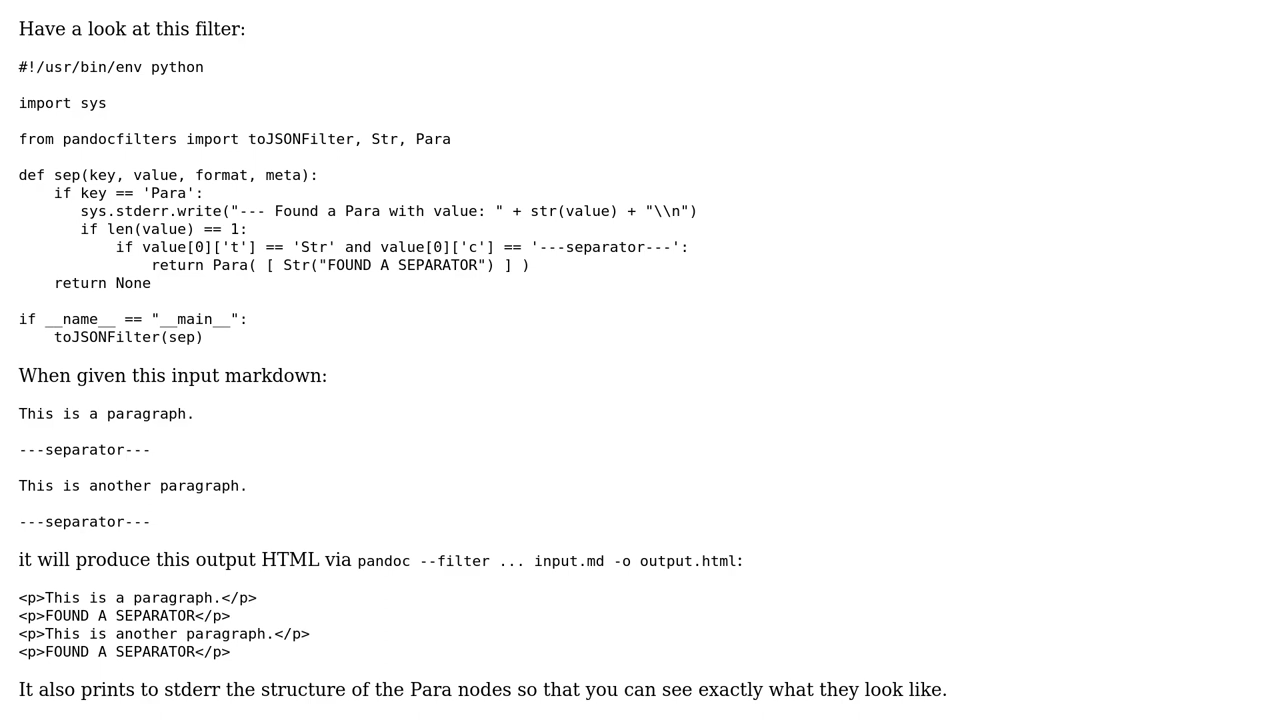 Have a look at this filter:
#!/usr/bin/env python
import sys
from pandocfilters import toJSONFilter, Str, Para
def sep(key, value, format, meta):
    if key == 'Para':
       sys.stderr.write("--- Found a Para with value: " + str(value) + "\\n")
       if len(value) == 1:
           if value[0]['t'] == 'Str' and value[0]['c'] == '---separator---':
               return Para( [ Str("FOUND A SEPARATOR") ] )
    return None
if __name__ == "__main__":
    toJSONFilter(sep)
When given this input markdown:
This is a paragraph.
---separator---
This is another paragraph.
---separator---
it will produce this output HTML via pandoc --filter ... input.md -o output.html:
<p>This is a paragraph.</p>
<p>FOUND A SEPARATOR</p>
<p>This is another paragraph.</p>
<p>FOUND A SEPARATOR</p>
It also prints to stderr the structure of the Para nodes so that you can see exactly what they look like.